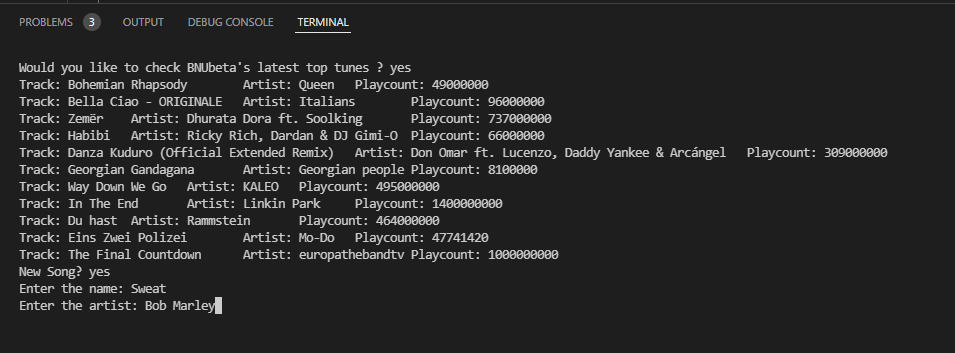 PROBLEMS 3 OUTPUT DEBUG CONSOLE TERMINAL
Would you like to check BNUbeta's latest top tunes ? yes
Track: Bohemian Rhapsody Artist: Queen Playcount: 49000000
Track: Bella Ciao - ORIGINALE Artist: Italians Playcount: 96000000
Track: Zemër Artist: Dhurata Dora ft. Soolking Playcount: 737000000
Track: Habibi Artist: Ricky Rich, Dardan & DJ Gimi-O Playcount: 66000000
Track: Danza Kuduro (Official Extended Remix) Artist: Don Omar ft. Lucenzo, Daddy Yankee & Arcángel Playcount: 309000000
Track: Georgian Gandagana Artist: Georgian people Playcount: 8100000
Track: Way Down We Go Artist: KALEO Playcount: 495000000
Track: In The End Artist: Linkin Park Playcount: 1400000000
Track: Du hast Artist: Rammstein Playcount: 464000000
Track: Eins Zwei Polizei Artist: Mo-Do Playcount: 47741420
Track: The Final Countdown Artist: europathebandtv Playcount: 1000000000
New Song? yes
Enter the name: Sweat
Enter the artist: Bob Marley